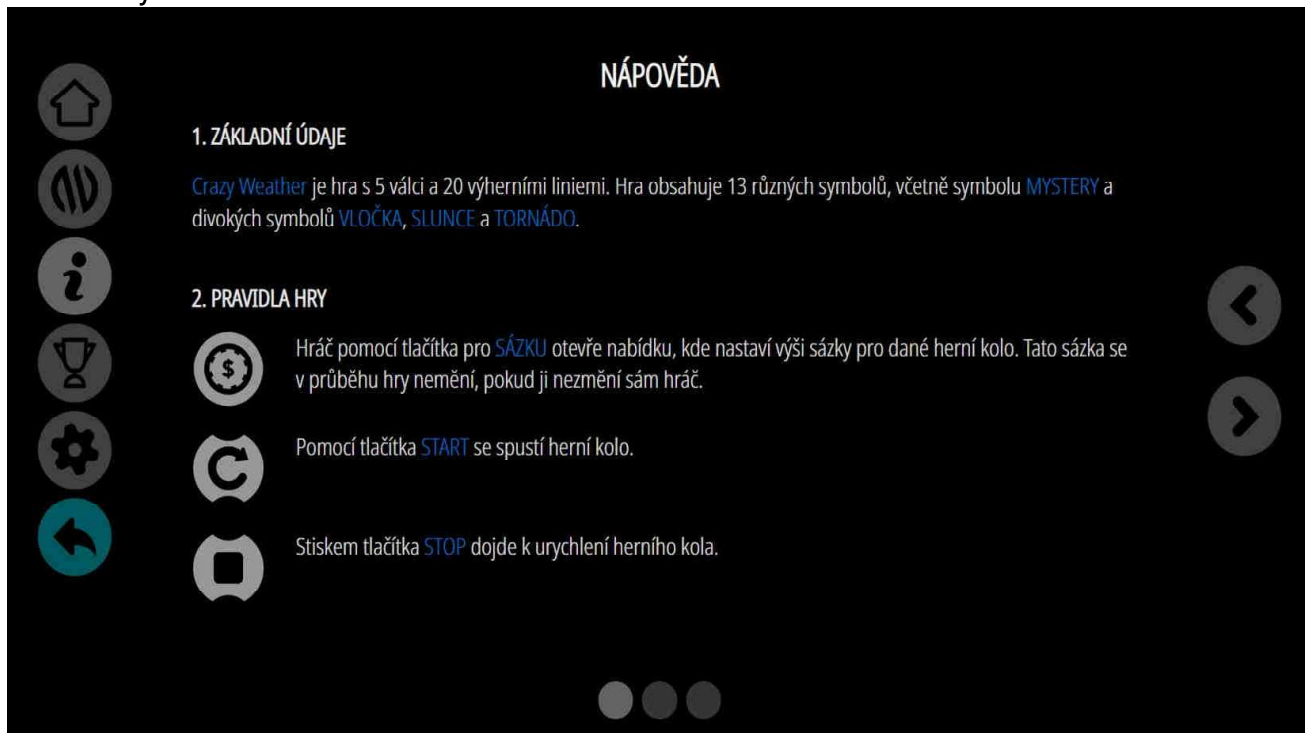 NÁPOVĚDA
1. ZÁKLADNÍ ÚDAJE
Crazy Weather je hra s 5 válci a 20 výherními liniemi. Hra obsahuje 13 různých symbolů, včetně symbolu MYSTERY a
divokých symbolů VLOČKA, SLUNCE a TORNÁDO.
2. PRAVIDLA HRY
Hráč pomocí tlačítka pro SÁZKU otevře nabídku, kde nastaví výši sázky pro dané herní kolo. Tato sázka se
v průběhu hry nemění, pokud ji nezmění sám hráč.
Pomocí tlačítka START se spustí herní kolo.
Stiskem tlačítka STOP dojde k urychlení herního kola.